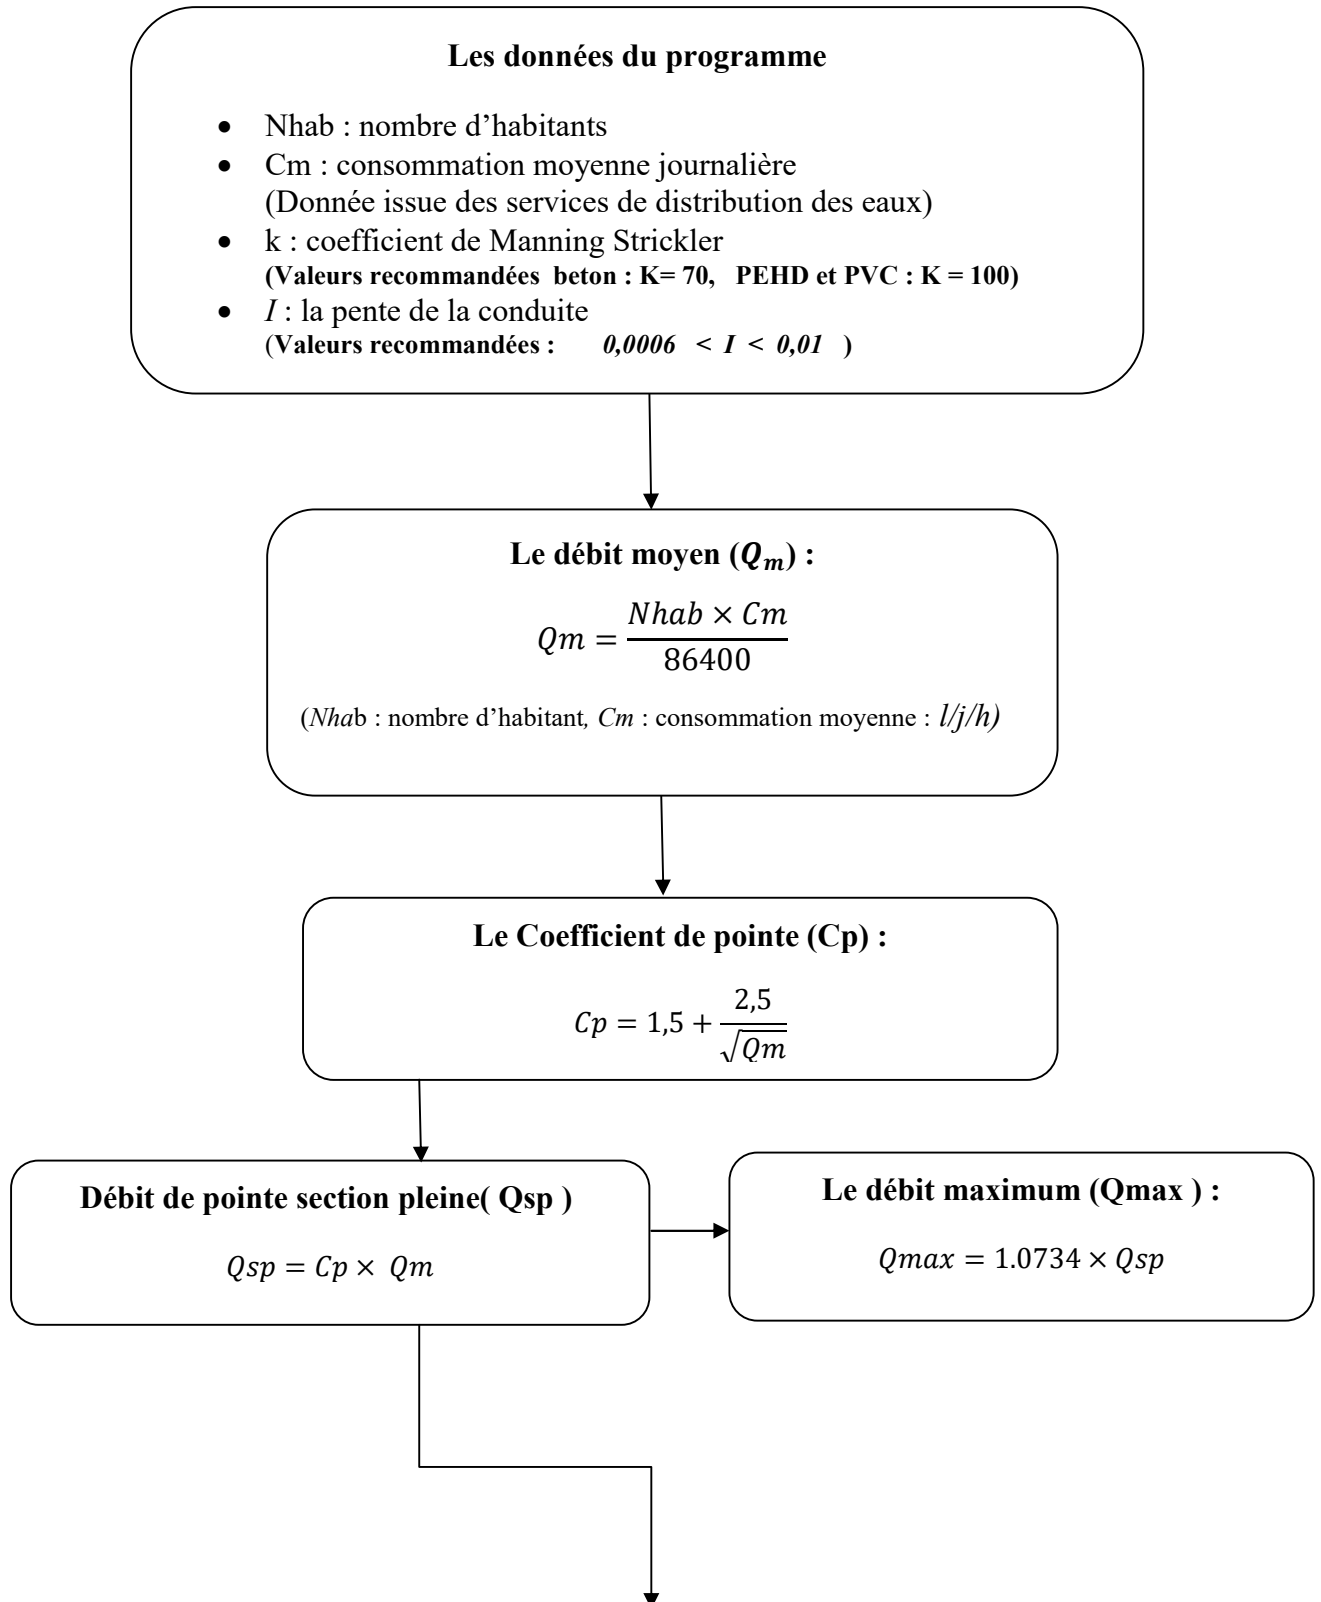 Les données du programme
• Nhab : nombre d’habitants
• Cm : consommation moyenne journalière
(Donnée issue des services de distribution des eaux)
• k : coefficient de Manning Strickler
(Valeurs recommandées beton : K= 70, PEHD et PVC : K = 100)
• I : la pente de la conduite
(Valeurs recommandées : 0,0006 < I < 0,01 )
Le débit moyen (Qₘ) :
Qm = (Nhab × Cm) / 86400
(Nhab : nombre d’habitant, Cm : consommation moyenne : l/j/h)
Le Coefficient de pointe (Cp) :
Cp = 1,5 + 2,5 / √Qm
Débit de pointe section pleine( Qsp )
Qsp = Cp × Qm
Le débit maximum (Qmax ) :
Qmax = 1.0734 × Qsp